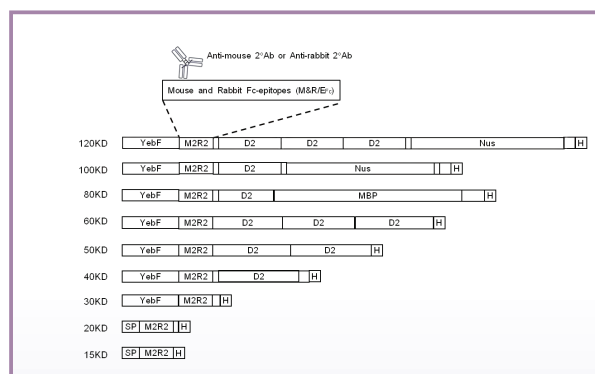 Anti-mouse 2°Ab or Anti-rabbit 2°Ab
Mouse and Rabbit Fc-epitopes (M&R/EFc)
120KD YebF M2R2 D2 D2 D2 Nus H
100KD YebF M2R2 D2 Nus H
80KD YebF M2R2 D2 MBP H
60KD YebF M2R2 D2 D2 D2 H
50KD YebF M2R2 D2 D2 H
40KD YebF M2R2 D2 H
30KD YebF M2R2 H
20KD SP M2R2 H
15KD SP M2R2 H